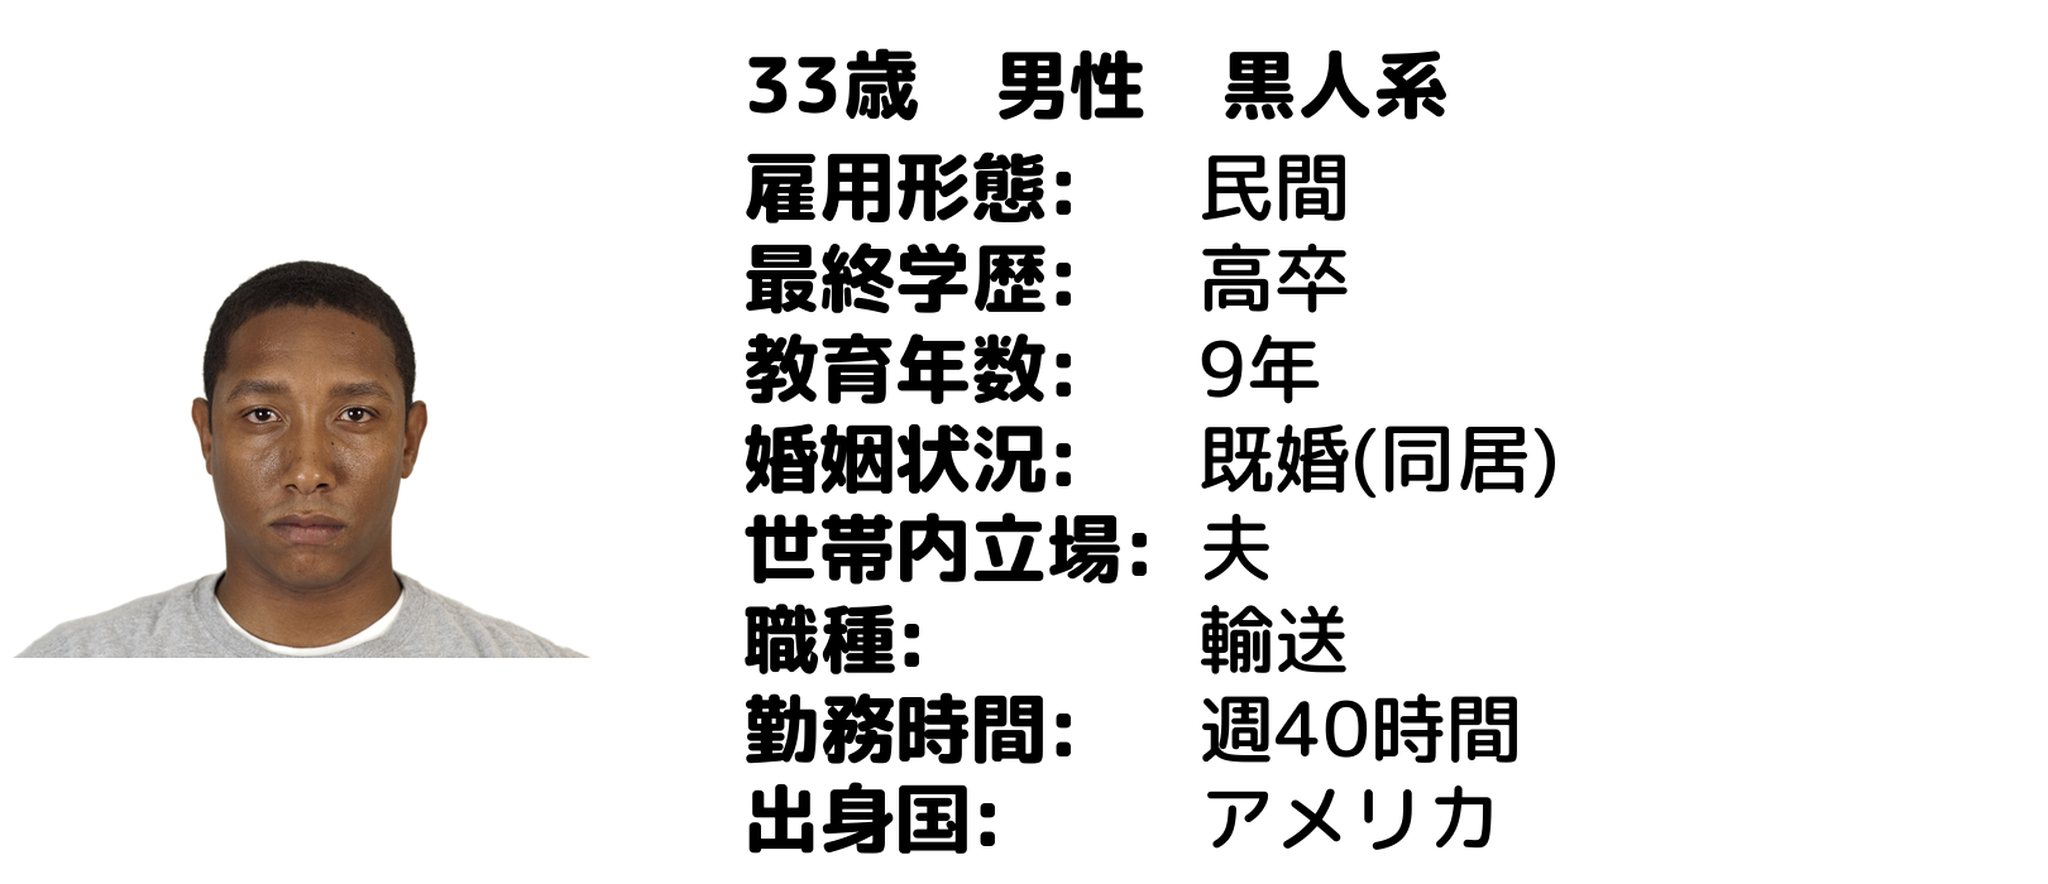 33歳　男性　黒人系
雇用形態:　民間
最終学歴:　高卒
教育年数:　9年
婚姻状況:　既婚(同居)
世帯内立場:　夫
職種:　輸送
勤務時間:　週40時間
出身国:　アメリカ